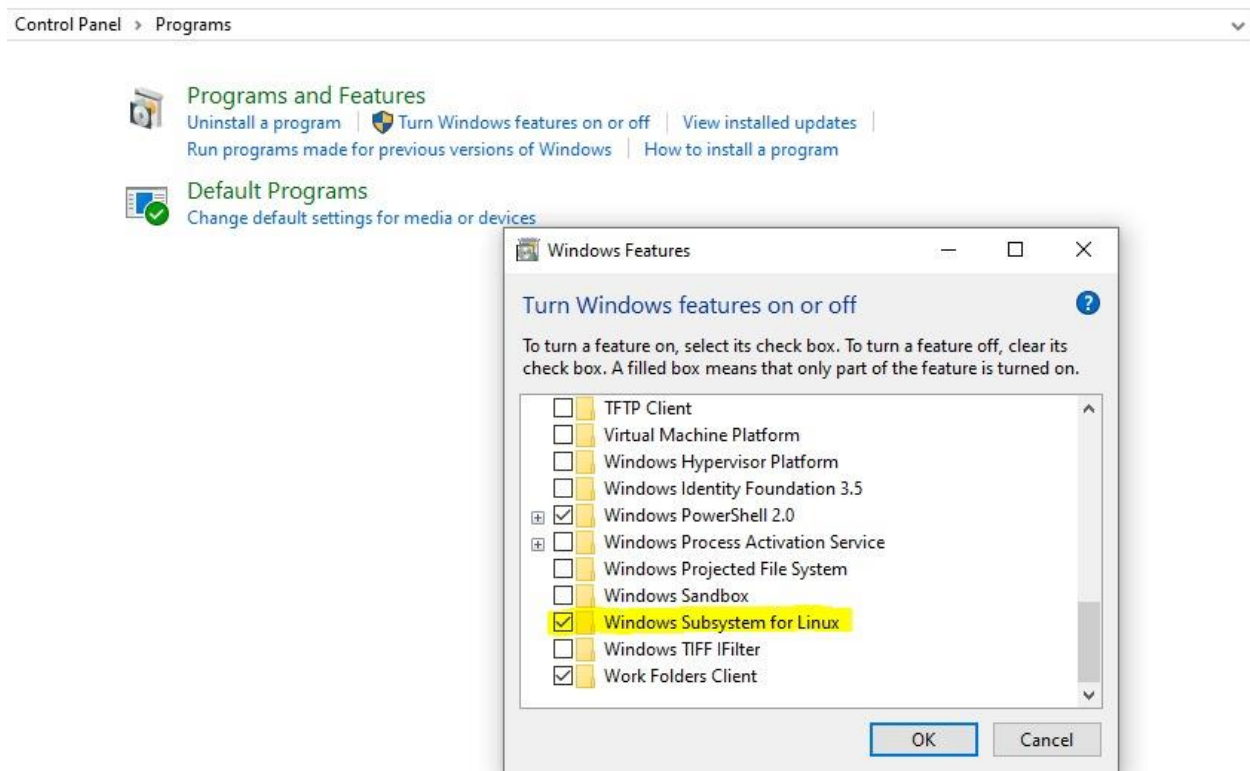 Control Panel > Programs
Programs and Features
Uninstall a program Turn Windows features on or off View installed updates
Run programs made for previous versions of Windows How to install a program
Default Programs
Change default settings for media or devices
Windows Features
Turn Windows features on or off
To turn a feature on, select its check box. To turn a feature off, clear its
check box. A filled box means that only part of the feature is turned on.
TFTP Client
Virtual Machine Platform
Windows Hypervisor Platform
Windows Identity Foundation 3.5
Windows PowerShell 2.0
Windows Process Activation Service
Windows Projected File System
Windows Sandbox
Windows Subsystem for Linux
Windows TIFF IFilter
Work Folders Client
OK Cancel